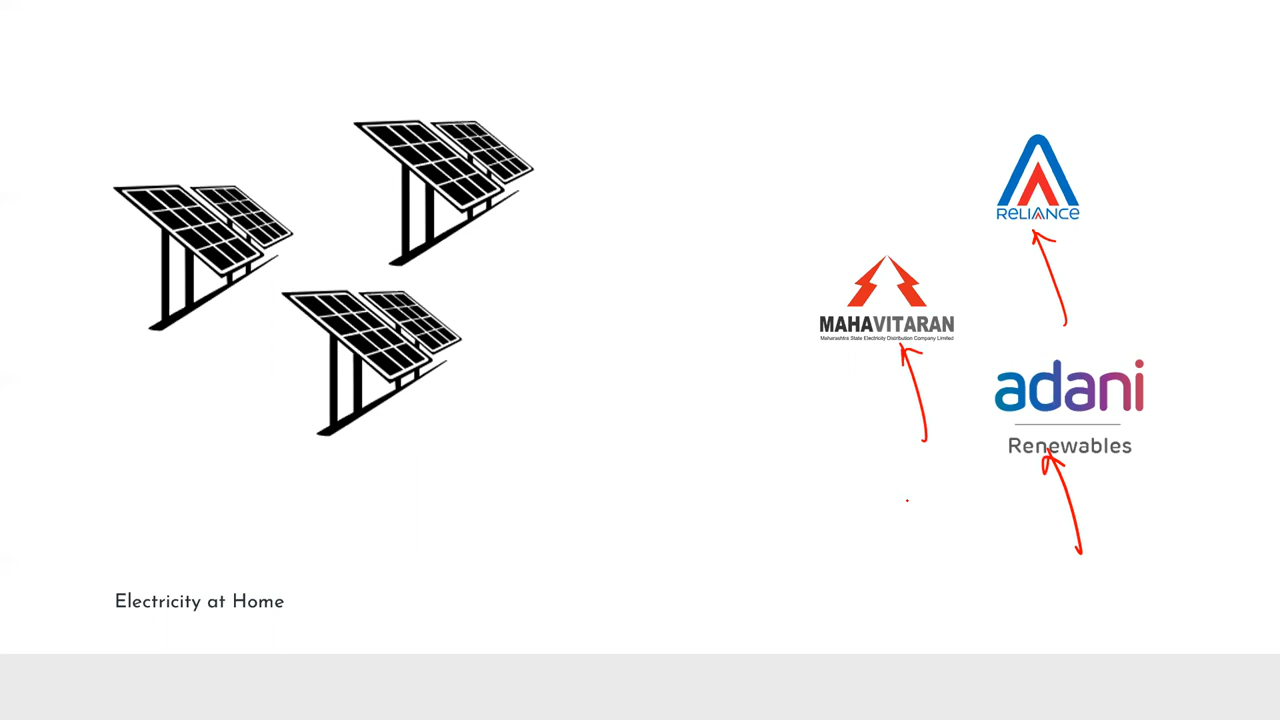 RELIANCE
MAHAVITARAN
Maharashtra State Electricity Distribution Company Limited
adani
Renewables
Electricity at Home